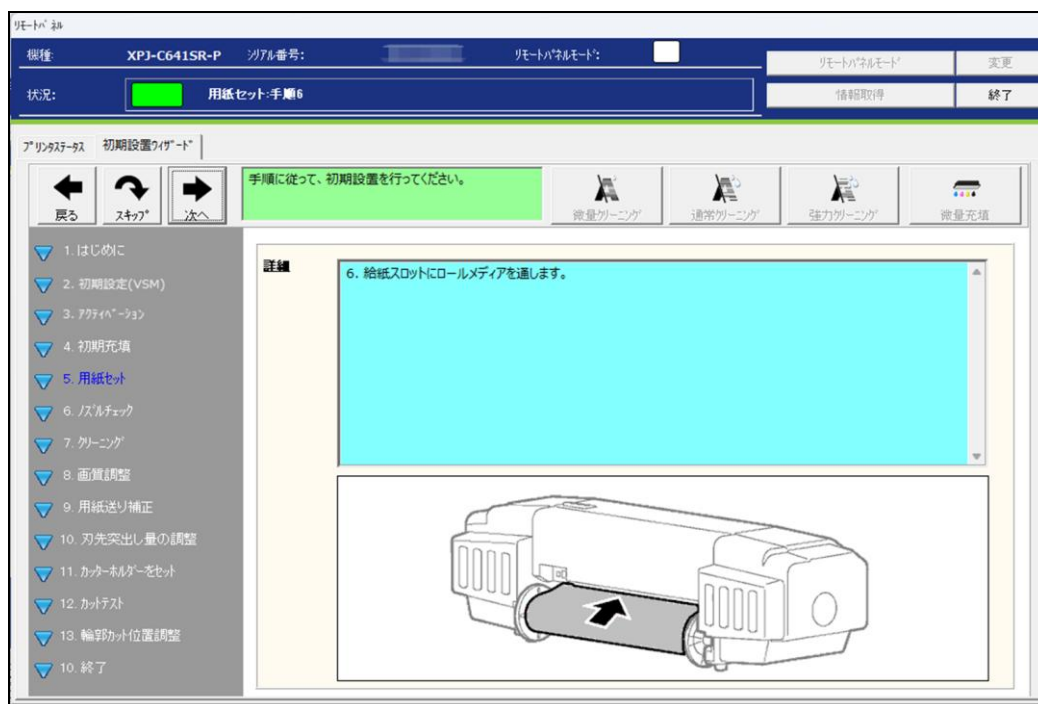 ﾘﾓｰﾄﾊﾟﾈﾙ
機種: XPJ-C641SR-P ｼﾘｱﾙ番号: ﾘﾓｰﾄﾊﾟﾈﾙﾓｰﾄﾞ:
ﾘﾓｰﾄﾊﾟﾈﾙﾓｰﾄﾞ 変更
状況: 用紙セット:手順6
情報取得 終了
ﾌﾟﾘﾝﾀｽﾃｰﾀｽ 初期設置ｳｨｻﾞｰﾄﾞ
戻る ｽｷｯﾌﾟ 次へ
手順に従って、初期設置を行ってください。
微量ｸﾘｰﾆﾝｸﾞ 通常ｸﾘｰﾆﾝｸﾞ 強力ｸﾘｰﾆﾝｸﾞ 微量充填
1. はじめに
2. 初期設定(VSM)
3. ｱｸﾃｨﾍﾞｰｼｮﾝ
4. 初期充填
5. 用紙ｾｯﾄ
6. ﾉｽﾞﾙﾁｪｯｸ
7. ｸﾘｰﾆﾝｸﾞ
8. 画質調整
9. 用紙送り補正
10. 刃先突出し量の調整
11. ｶｯﾀｰﾎﾙﾀﾞｰをｾｯﾄ
12. ｶｯﾄﾃｽﾄ
13. 輪郭ｶｯﾄ位置調整
10. 終了
詳細
6. 給紙スロットにロールメディアを通します。